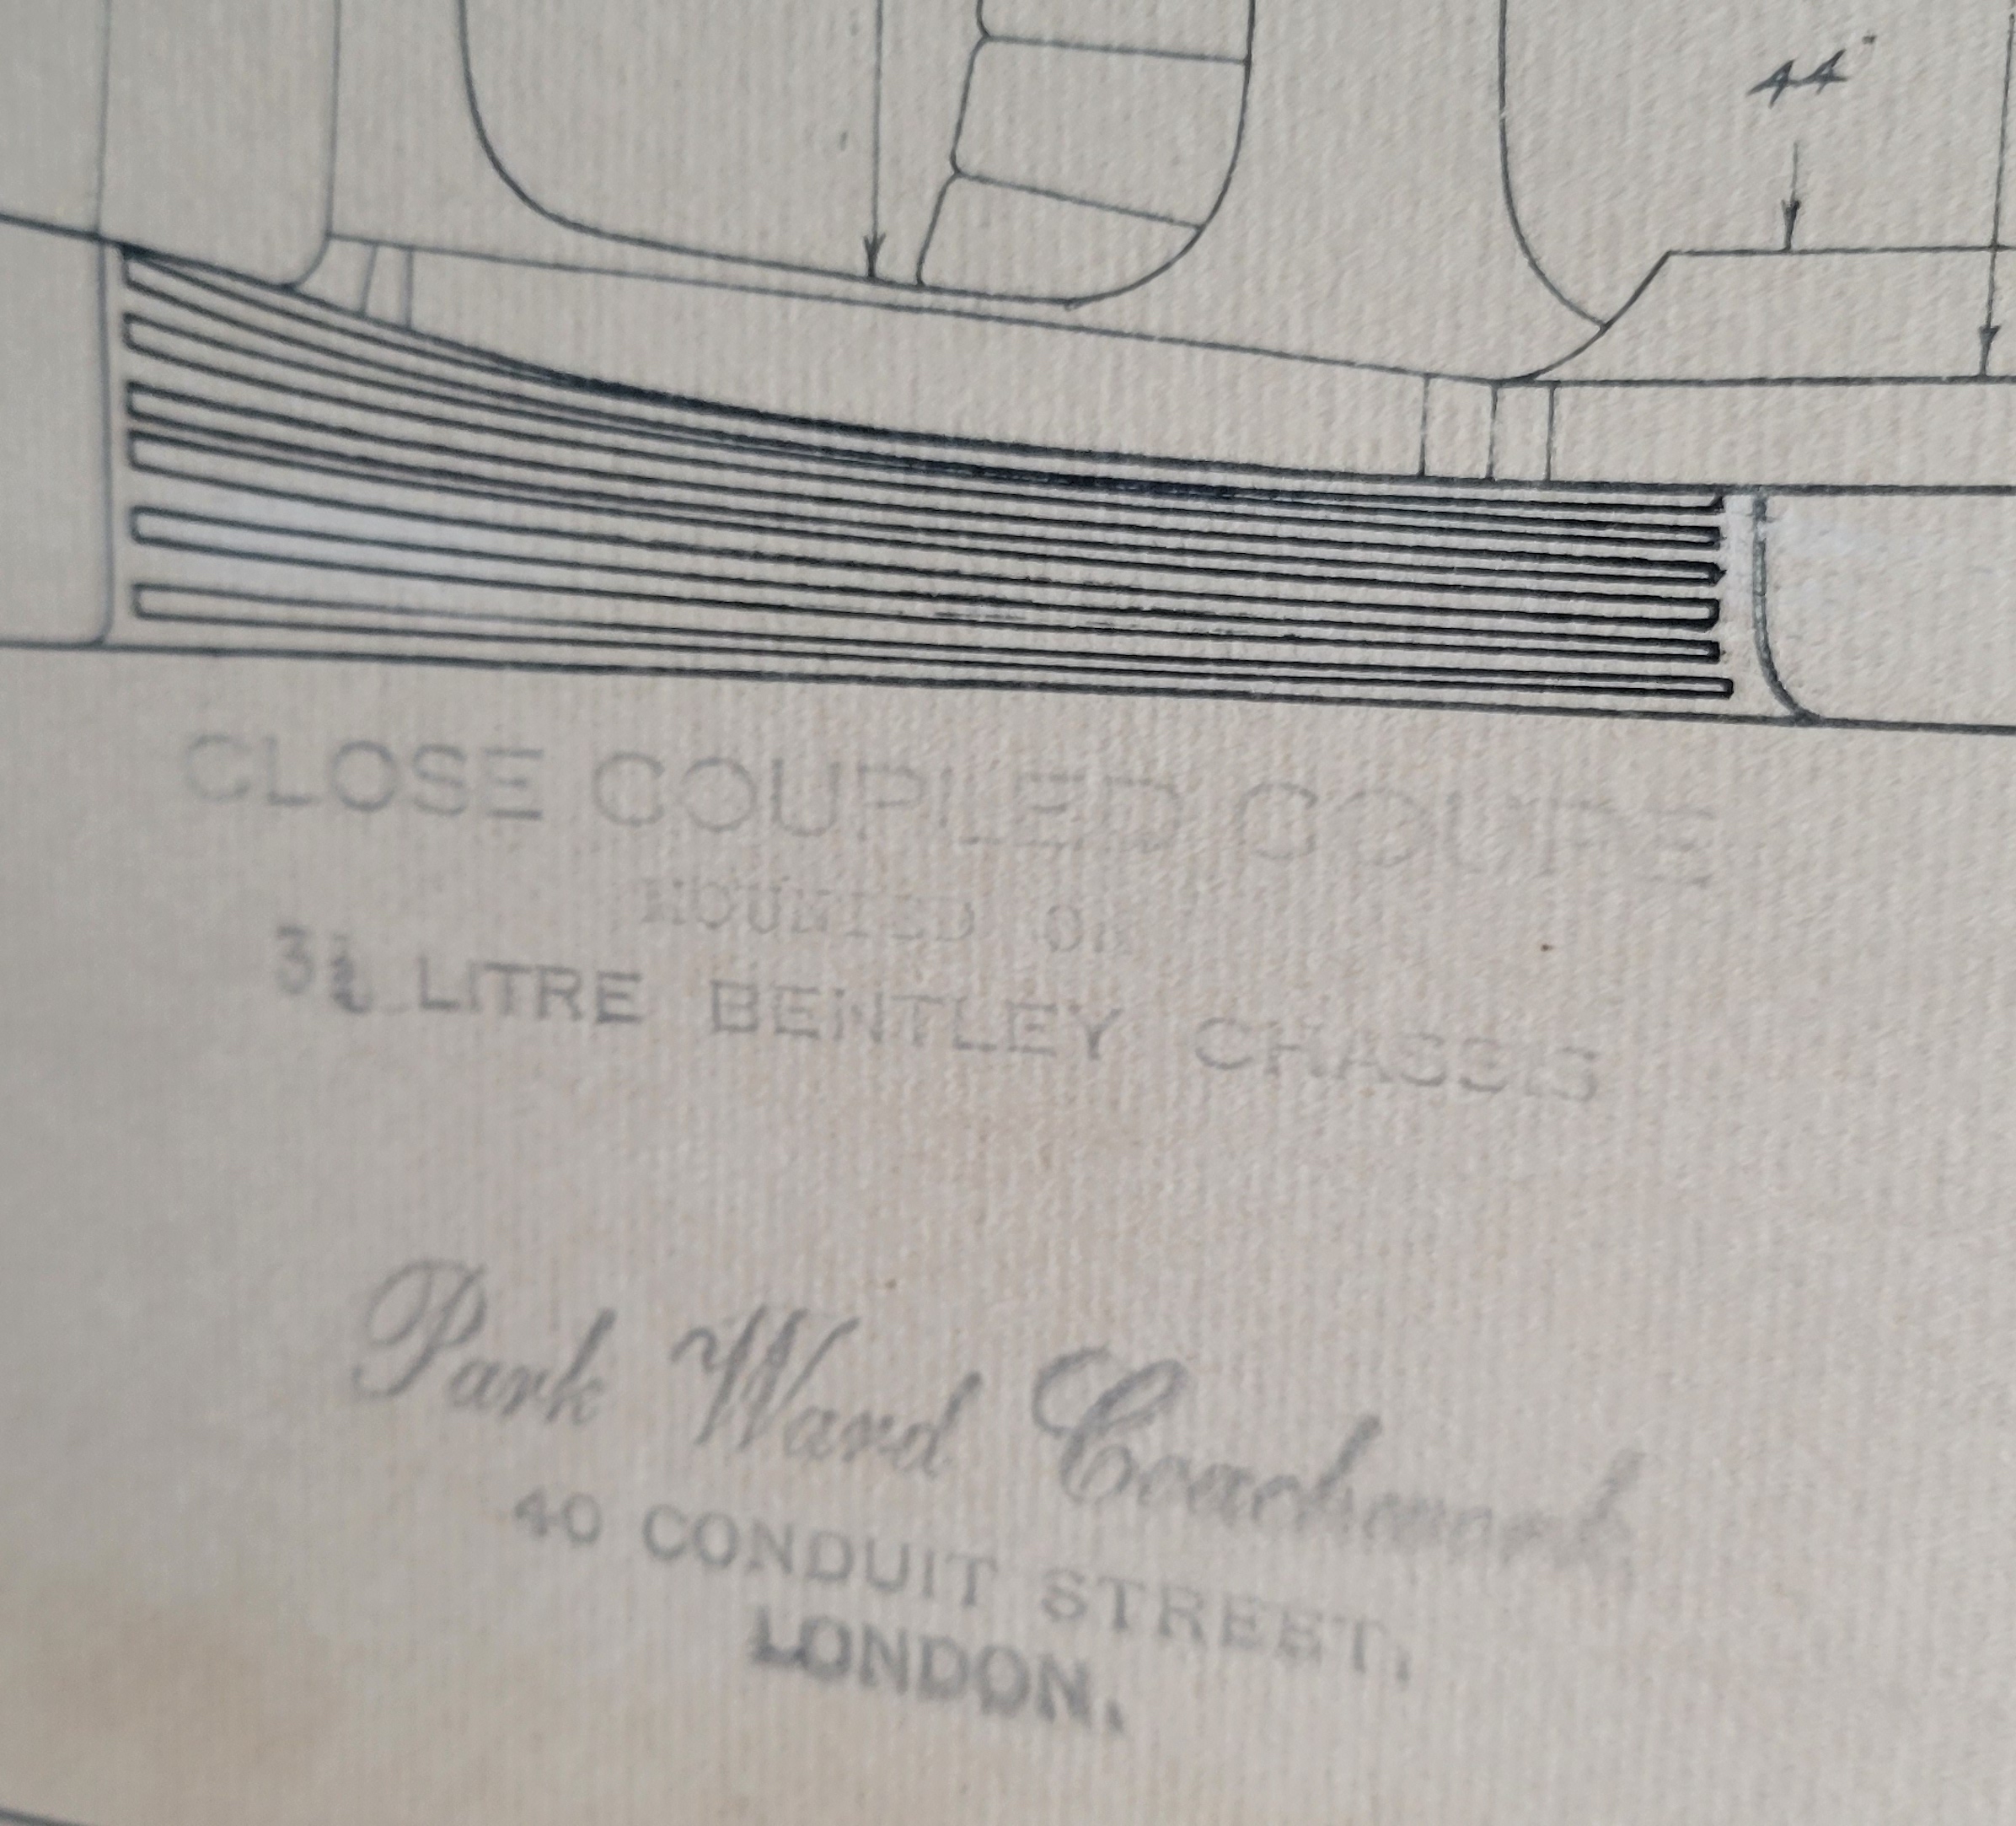 44"
CLOSE COUPLED COUPE
MOUNTED ON
3½ LITRE BENTLEY CHASSIS
Park Ward Coachwork
40 CONDUIT STREET,
LONDON.